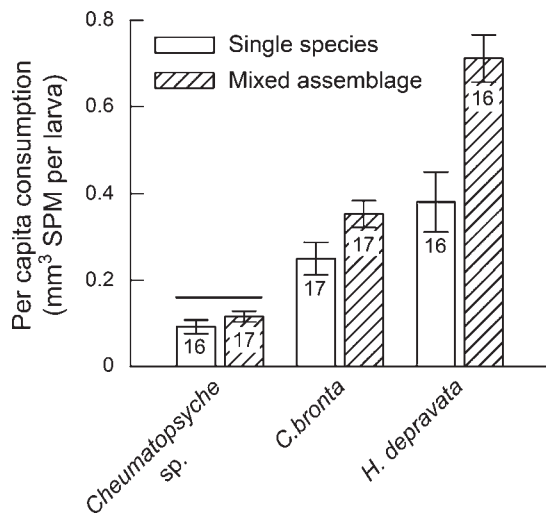 Per capita consumption
(mm³ SPM per larva)
0.8
0.6
0.4
0.2
0
Single species
Mixed assemblage
16
17
17
17
16
16
Cheumatopsyche
sp.
C.bronta
H. depravata